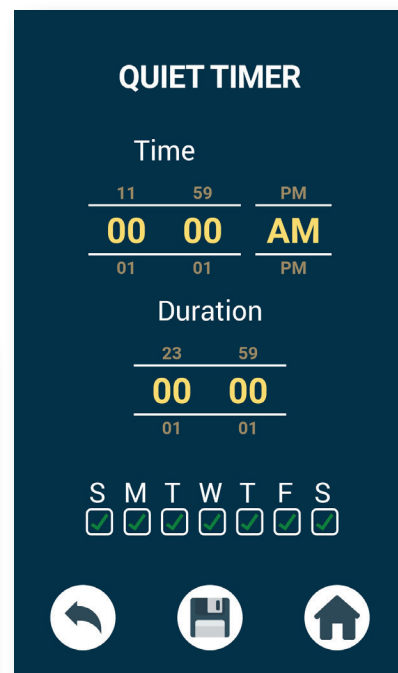 QUIET TIMER
Time
11 59 PM
00 00 AM
01 01 PM
Duration
23 59
00 00
01 01
S M T W T F S